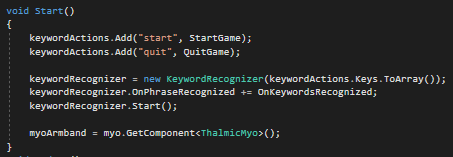 void Start()
{
keywordActions.Add("start", StartGame);
keywordActions.Add("quit", QuitGame);
keywordRecognizer = new KeywordRecognizer(keywordActions.Keys.ToArray());
keywordRecognizer.OnPhraseRecognized += OnKeywordsRecognized;
keywordRecognizer.Start();
myoArmband = myo.GetComponent<ThalmicMyo>();
}